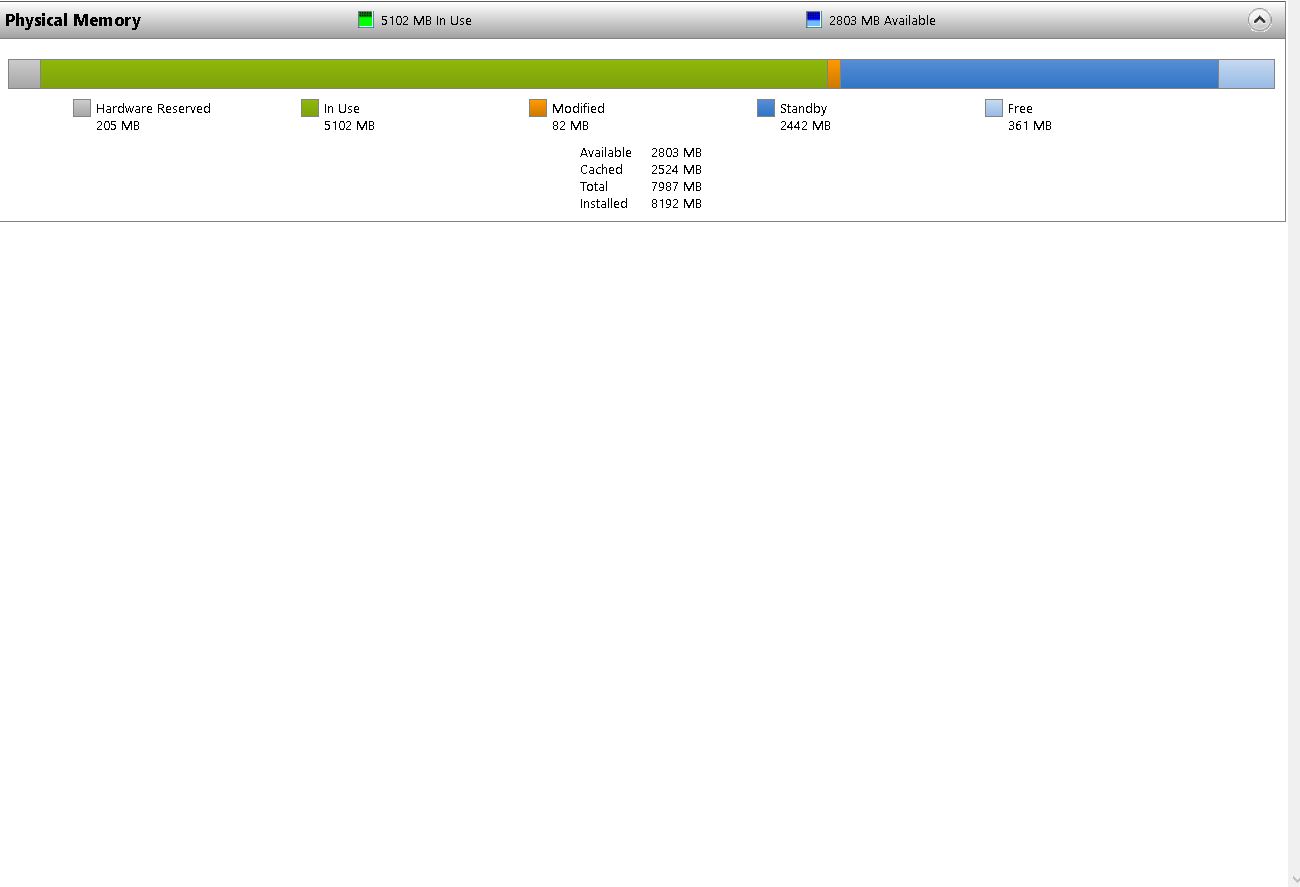 Physical Memory 5102 MB In Use 2803 MB Available
Hardware Reserved In Use Modified Standby Free
205 MB 5102 MB 82 MB 2442 MB 361 MB
Available 2803 MB
Cached 2524 MB
Total 7987 MB
Installed 8192 MB